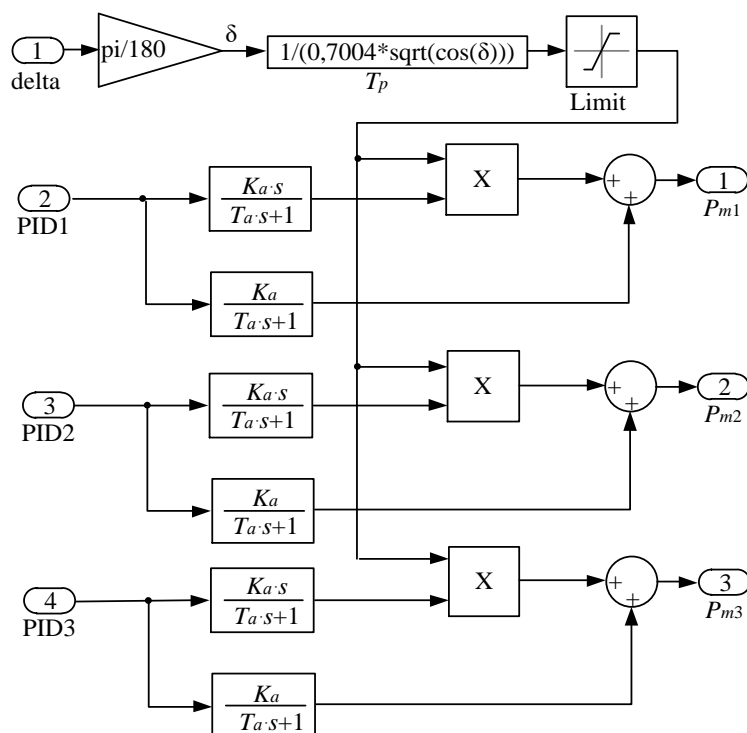 1
delta
pi/180
δ
1/(0,7004*sqrt(cos(δ)))
Tp
Limit
2
PID1
Ka·s
Ta·s+1
X
+
+
1
Pm1
Ka
Ta·s+1
3
PID2
Ka·s
Ta·s+1
X
+
+
2
Pm2
Ka
Ta·s+1
4
PID3
Ka·s
Ta·s+1
X
+
+
3
Pm3
Ka
Ta·s+1